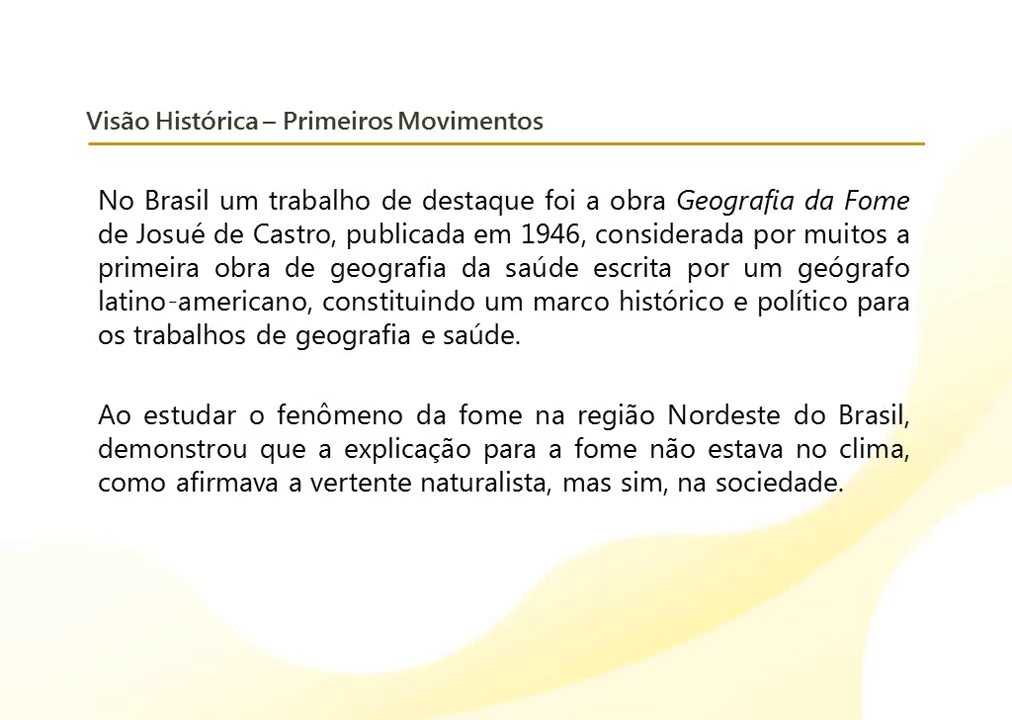 Visão Histórica – Primeiros Movimentos
No Brasil um trabalho de destaque foi a obra Geografia da Fome
de Josué de Castro, publicada em 1946, considerada por muitos a
primeira obra de geografia da saúde escrita por um geógrafo
latino-americano, constituindo um marco histórico e político para
os trabalhos de geografia e saúde.
Ao estudar o fenômeno da fome na região Nordeste do Brasil,
demonstrou que a explicação para a fome não estava no clima,
como afirmava a vertente naturalista, mas sim, na sociedade.